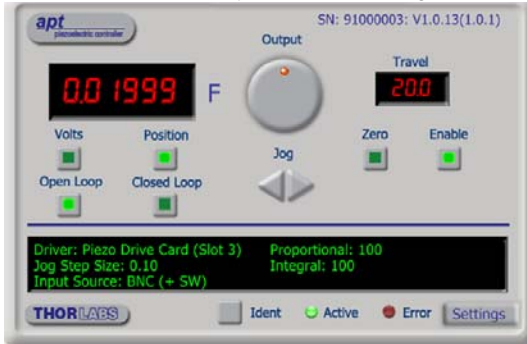 apt
piezoelectric controller
SN: 91000003: V1.0.13(1.0.1)
Output
Travel
0.01999
F
20.0
Volts
Position
Zero
Enable
Jog
Open Loop
Closed Loop
Driver: Piezo Drive Card (Slot 3)
Proportional: 100
Jog Step Size: 0.10
Integral: 100
Input Source: BNC (+ SW)
THORLABS
Ident
Active
Error
Settings